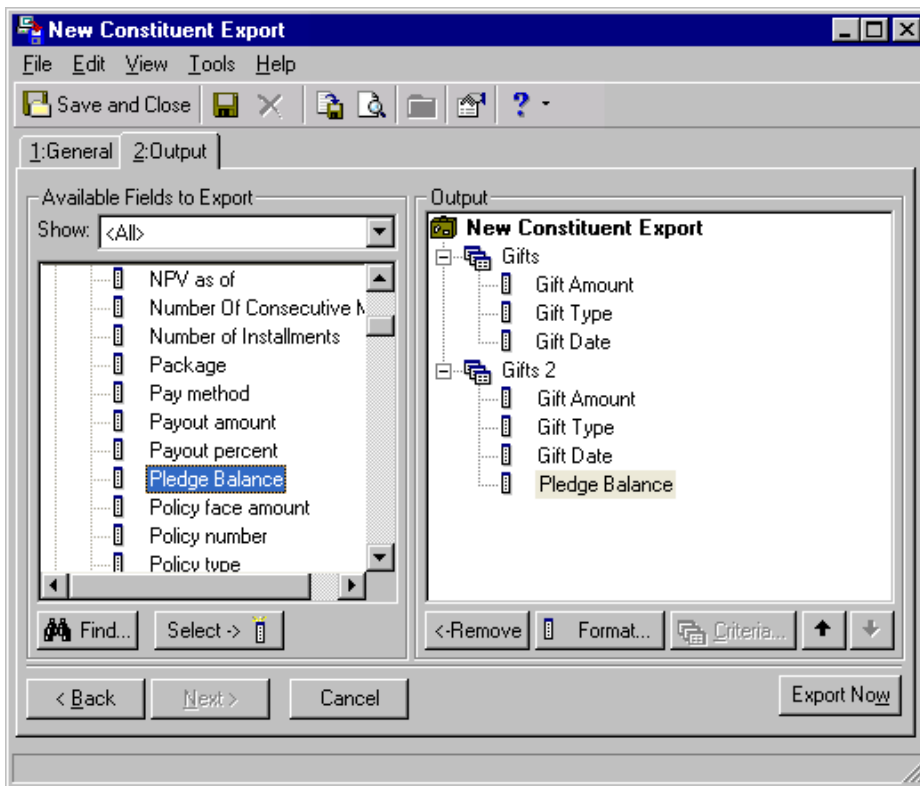 New Constituent Export
File Edit View Tools Help
Save and Close ?
1:General 2:Output
Available Fields to Export
Show: <All>
NPV as of
Number Of Consecutive
Number of Installments
Package
Pay method
Payout amount
Payout percent
Pledge Balance
Policy face amount
Policy number
Policy type
Find... Select ->
Output
New Constituent Export
Gifts
Gift Amount
Gift Type
Gift Date
Gifts 2
Gift Amount
Gift Type
Gift Date
Pledge Balance
<-Remove Format... Criteria...
< Back Next > Cancel Export Now